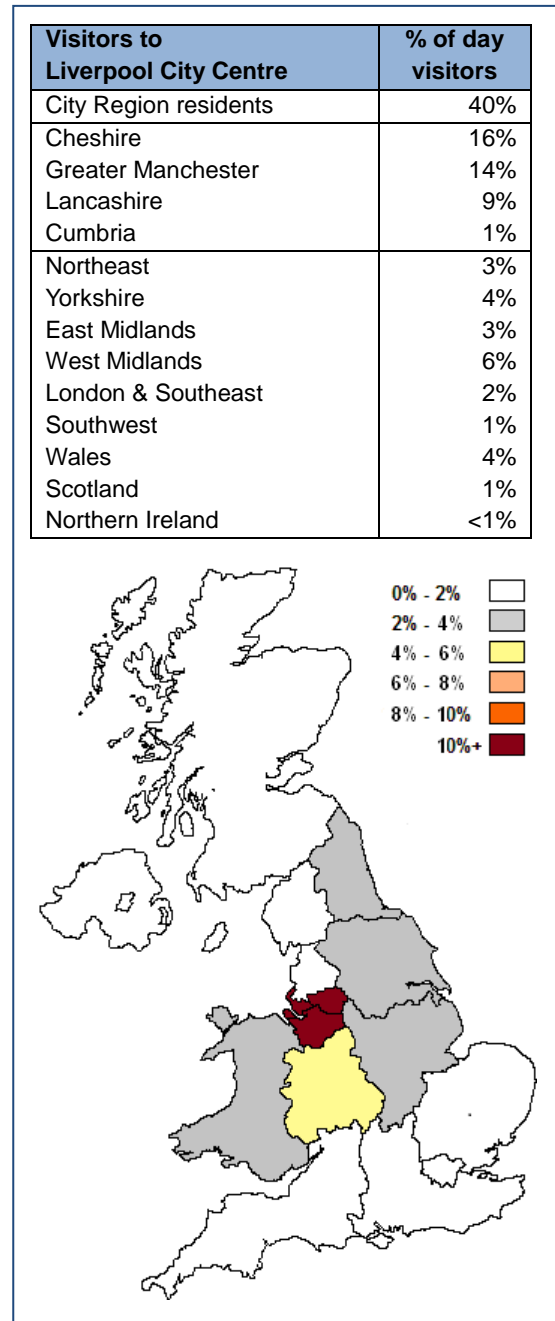 Visitors to % of day
Liverpool City Centre visitors
City Region residents 40%
Cheshire 16%
Greater Manchester 14%
Lancashire 9%
Cumbria 1%
Northeast 3%
Yorkshire 4%
East Midlands 3%
West Midlands 6%
London & Southeast 2%
Southwest 1%
Wales 4%
Scotland 1%
Northern Ireland <1%
0% - 2%
2% - 4%
4% - 6%
6% - 8%
8% - 10%
10%+